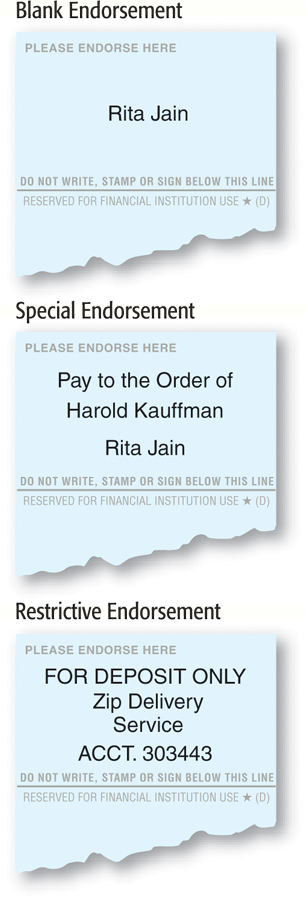 Blank Endorsement
PLEASE ENDORSE HERE
Rita Jain
DO NOT WRITE, STAMP OR SIGN BELOW THIS LINE
RESERVED FOR FINANCIAL INSTITUTION USE ★ (D)
Special Endorsement
PLEASE ENDORSE HERE
Pay to the Order of
Harold Kauffman
Rita Jain
DO NOT WRITE, STAMP OR SIGN BELOW THIS LINE
RESERVED FOR FINANCIAL INSTITUTION USE ★ (D)
Restrictive Endorsement
PLEASE ENDORSE HERE
FOR DEPOSIT ONLY
Zip Delivery
Service
ACCT. 303443
DO NOT WRITE, STAMP OR SIGN BELOW THIS LINE
RESERVED FOR FINANCIAL INSTITUTION USE ★ (D)